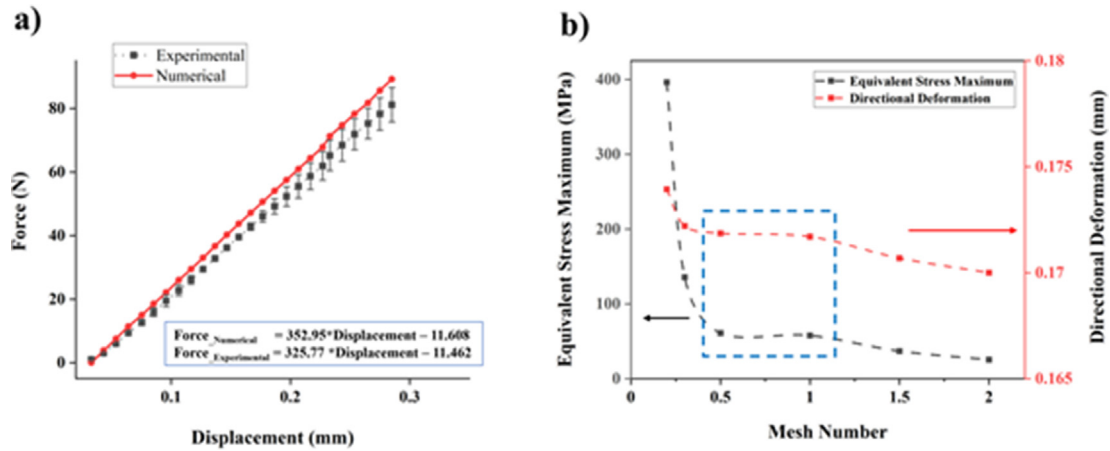 a)
Experimental
Numerical
Force (N)
80
60
40
20
0
Force_Numerical = 352.95*Displacement – 11.608
Force_Experimental = 325.77 *Displacement – 11.462
0.1
0.2
0.3
Displacement (mm)
b)
Equivalent Stress Maximum (MPa)
400
300
200
100
0
Equivalent Stress Maximum
Directional Deformation
0.18
0.175
0.17
0.165
Directional Deformation (mm)
0
0.5
1
1.5
2
Mesh Number